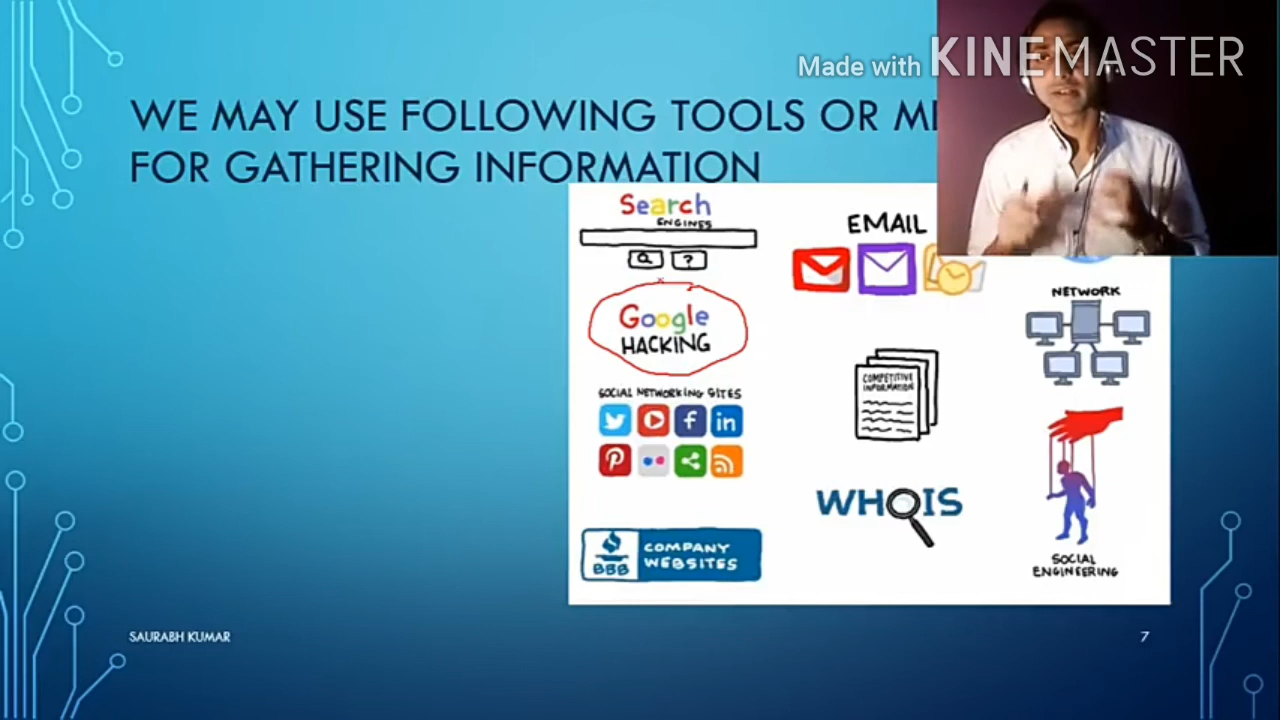 Made with KINEMASTER
WE MAY USE FOLLOWING TOOLS OR
FOR GATHERING INFORMATION
Search
ENGINES
?
Google
HACKING
SOCIAL NETWORKING SITES
in
BBB
COMPANY
WEBSITES
EMAIL
COMPETITIVE
INFORMATION
WHOIS
NETWORK
SOCIAL
ENGINEERING
SAURABH KUMAR
7